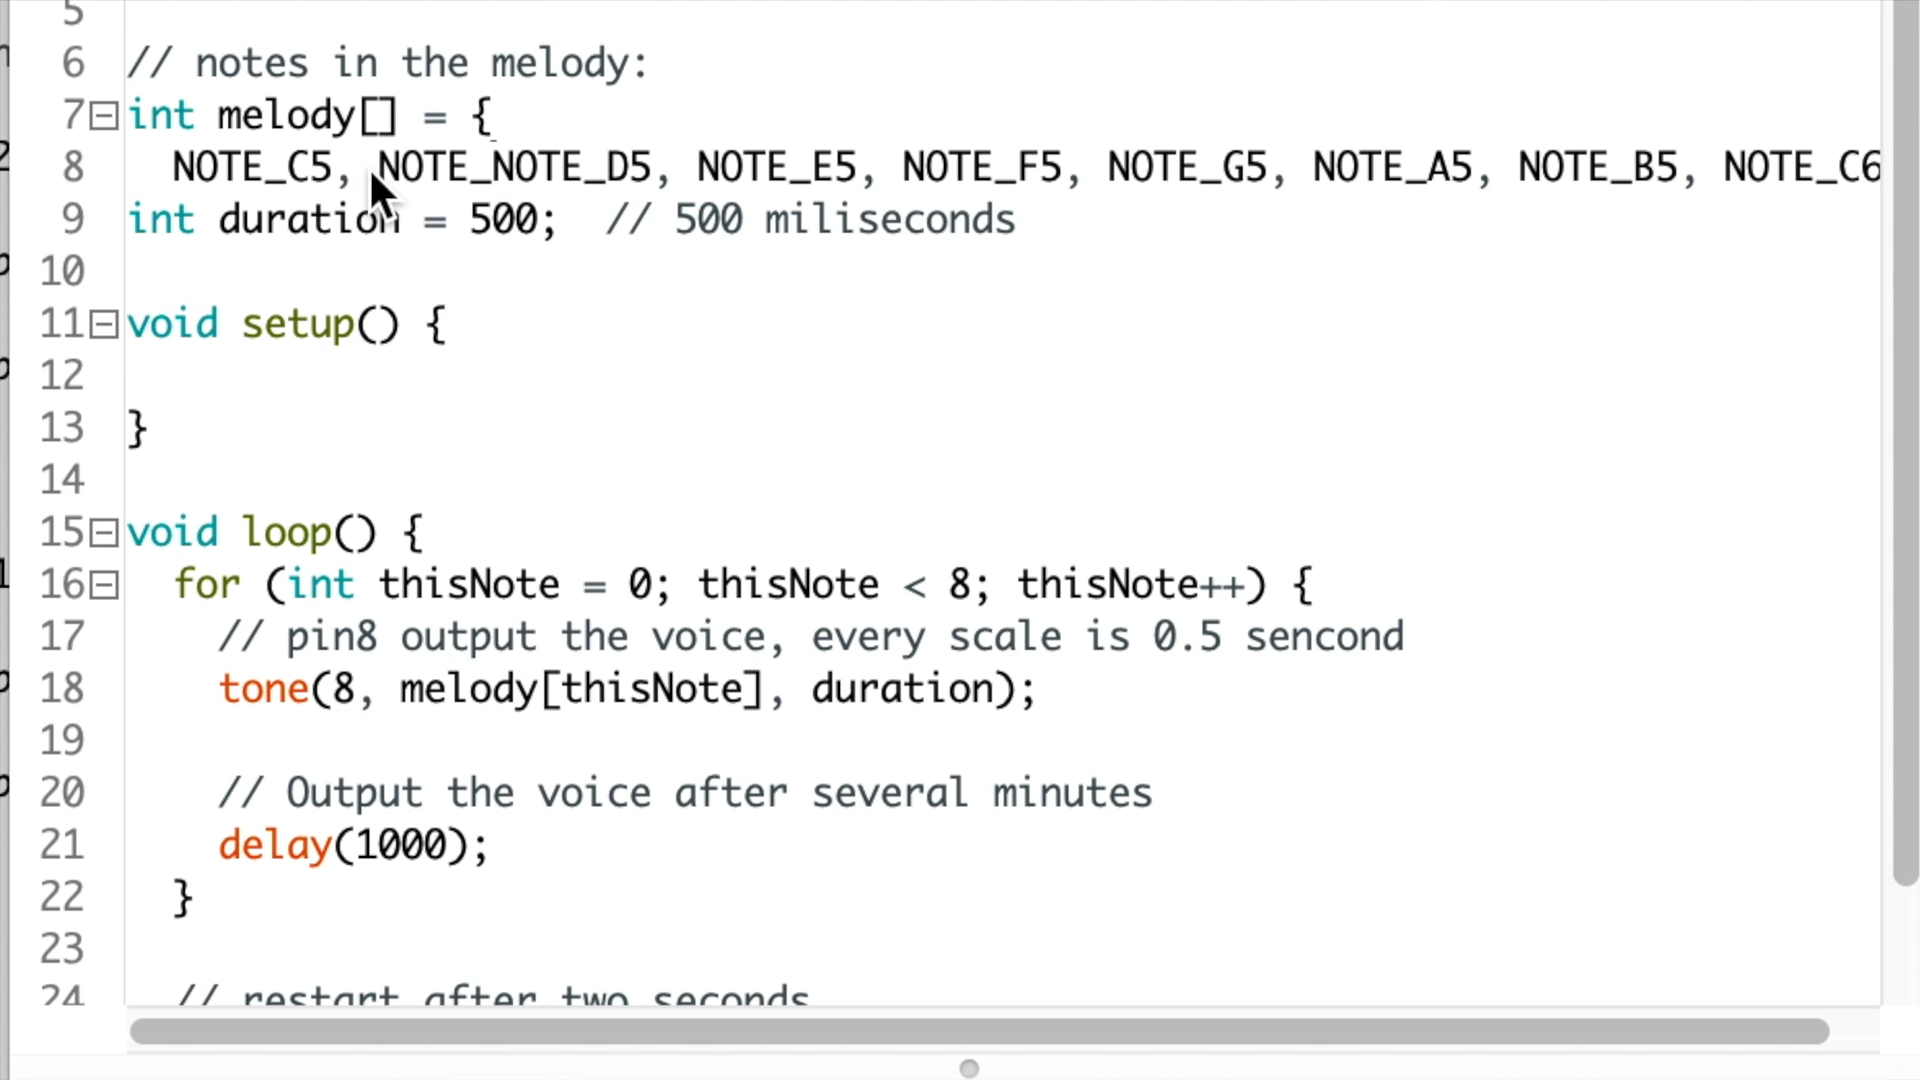 5
6 // notes in the melody:
7 int melody[] = {
8 NOTE_C5, NOTE_NOTE_D5, NOTE_E5, NOTE_F5, NOTE_G5, NOTE_A5, NOTE_B5, NOTE_C6
9 int duration = 500;  // 500 miliseconds
10
11 void setup() {
12
13 }
14
15 void loop() {
16 for (int thisNote = 0; thisNote < 8; thisNote++) {
17 // pin8 output the voice, every scale is 0.5 sencond
18 tone(8, melody[thisNote], duration);
19
20 // Output the voice after several minutes
21 delay(1000);
22 }
23
24 // restart after two seconds